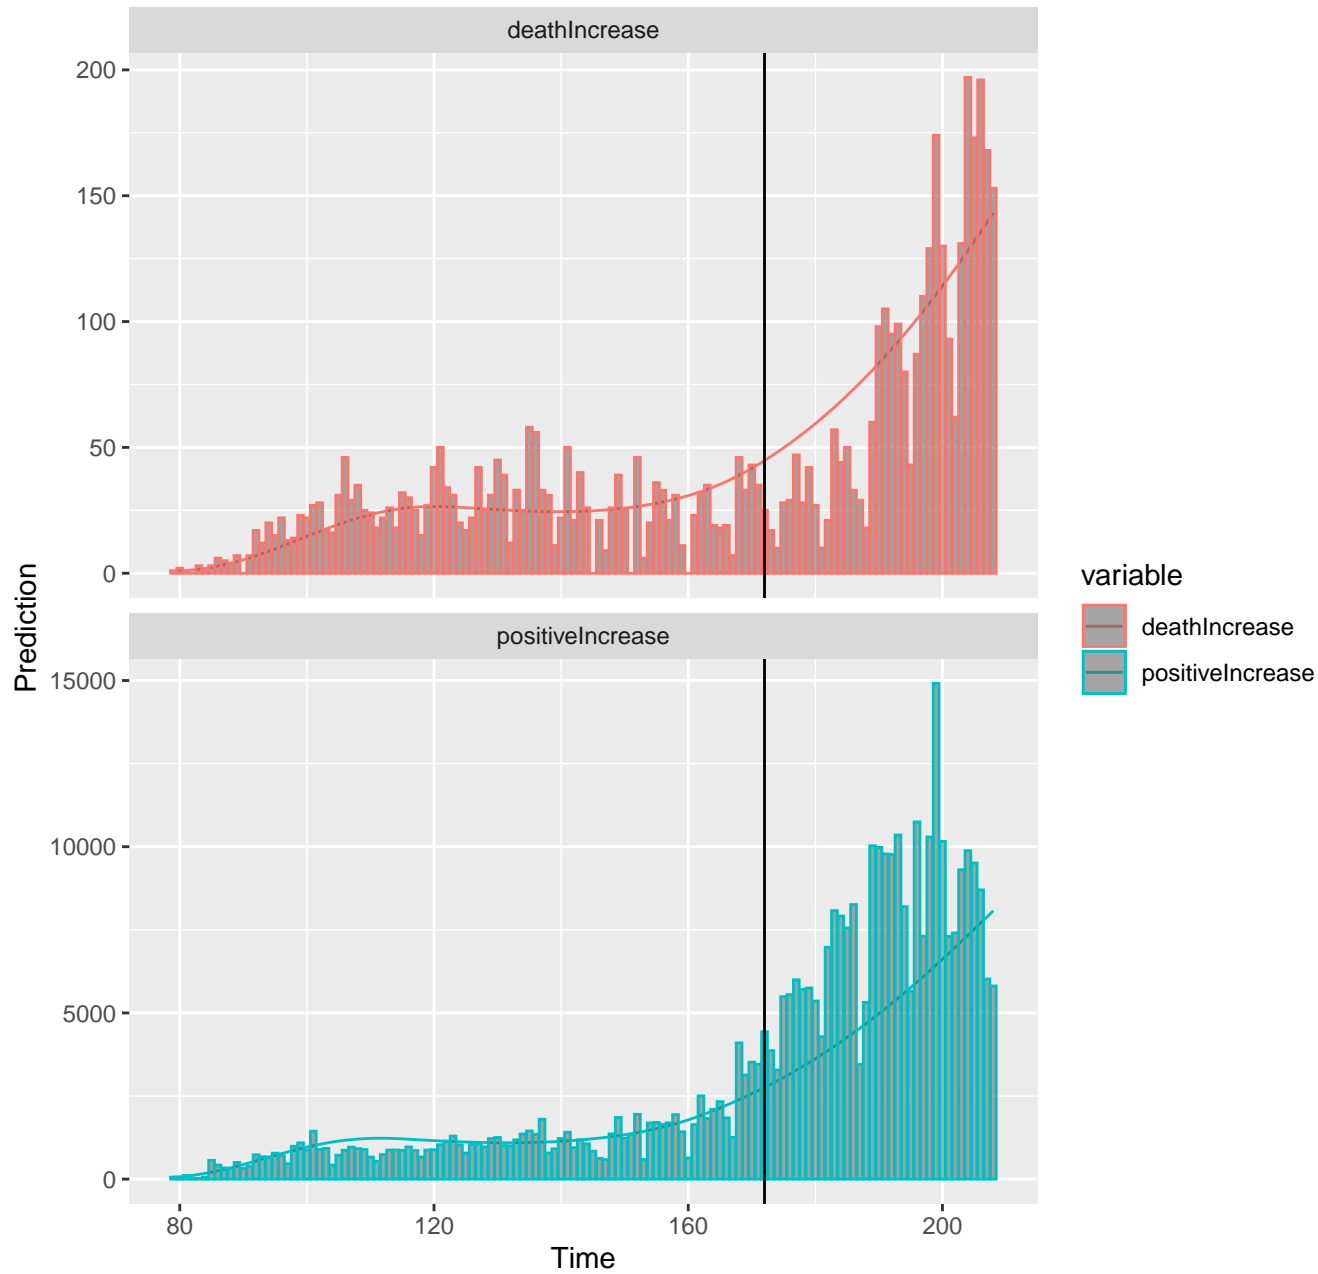 deathIncrease
200
150
100
50
0
positiveIncrease
15000
10000
5000
0
80 120 160 200
Time
Prediction
variable
deathIncrease
positiveIncrease